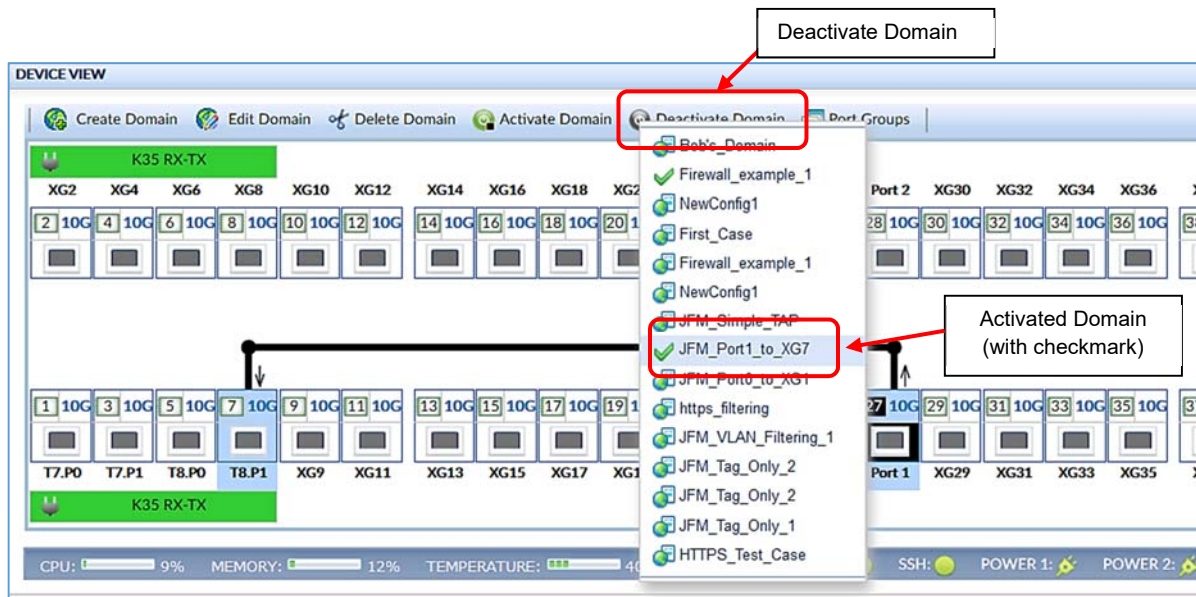 Deactivate Domain
DEVICE VIEW
Create Domain Edit Domain Delete Domain Activate Domain Deactivate Domain Port Groups
K35 RX-TX
XG2 XG4 XG6 XG8 XG10 XG12 XG14 XG16 XG18 Port 2 XG30 XG32 XG34 XG36
2 10G 4 10G 6 10G 8 10G 10 10G 12 10G 14 10G 16 10G 18 10G 20 28 10G 30 10G 32 10G 34 10G 36 10G
Bob's_Domain
Firewall_example_1
NewConfig1
First_Case
Firewall_example_1
NewConfig1
JFM_Simple_TAP
JFM_Port1_to_XG7
JFM_Port0_to_XG1
https_filtering
JFM_VLAN_Filtering_1
JFM_Tag_Only_2
JFM_Tag_Only_2
JFM_Tag_Only_1
HTTPS_Test_Case
Activated Domain
(with checkmark)
1 10G 3 10G 5 10G 7 10G 9 10G 11 10G 13 10G 15 10G 17 10G 19 27 10G 29 10G 31 10G 33 10G 35 10G
T7.P0 T7.P1 T8.P0 T8.P1 XG9 XG11 XG13 XG15 XG17 Port 1 XG29 XG31 XG33 XG35
K35 RX-TX
CPU: 9% MEMORY: 12% TEMPERATURE: SSH: POWER 1: POWER 2: